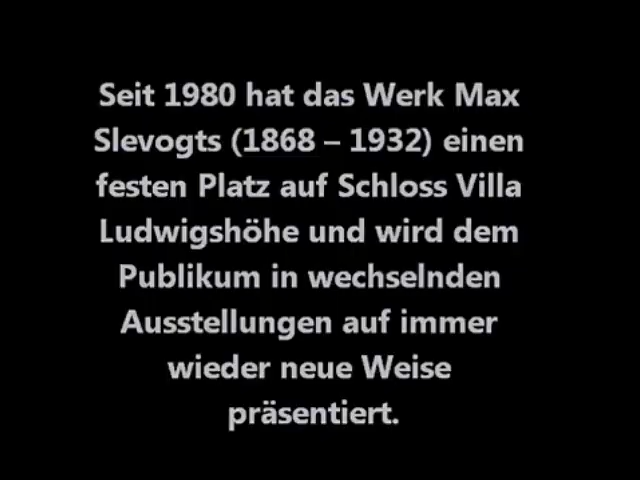 Seit 1980 hat das Werk Max
Slevogts (1868 – 1932) einen
festen Platz auf Schloss Villa
Ludwigshöhe und wird dem
Publikum in wechselnden
Ausstellungen auf immer
wieder neue Weise
präsentiert.